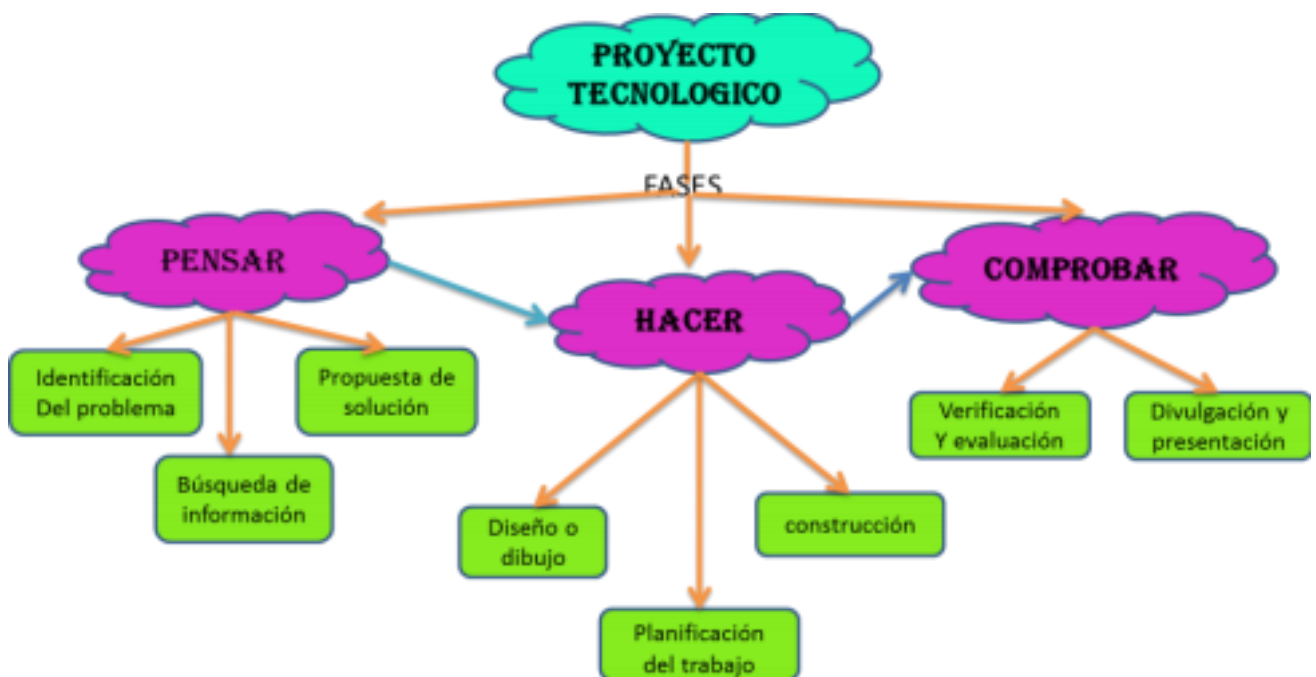 PROYECTO
TECNOLOGICO
FASES
PENSAR
HACER
COMPROBAR
Identificación
Del problema
Propuesta de
solución
Búsqueda de
información
Diseño o
dibujo
construcción
Planificación
del trabajo
Verificación
Y evaluación
Divulgación y
presentación